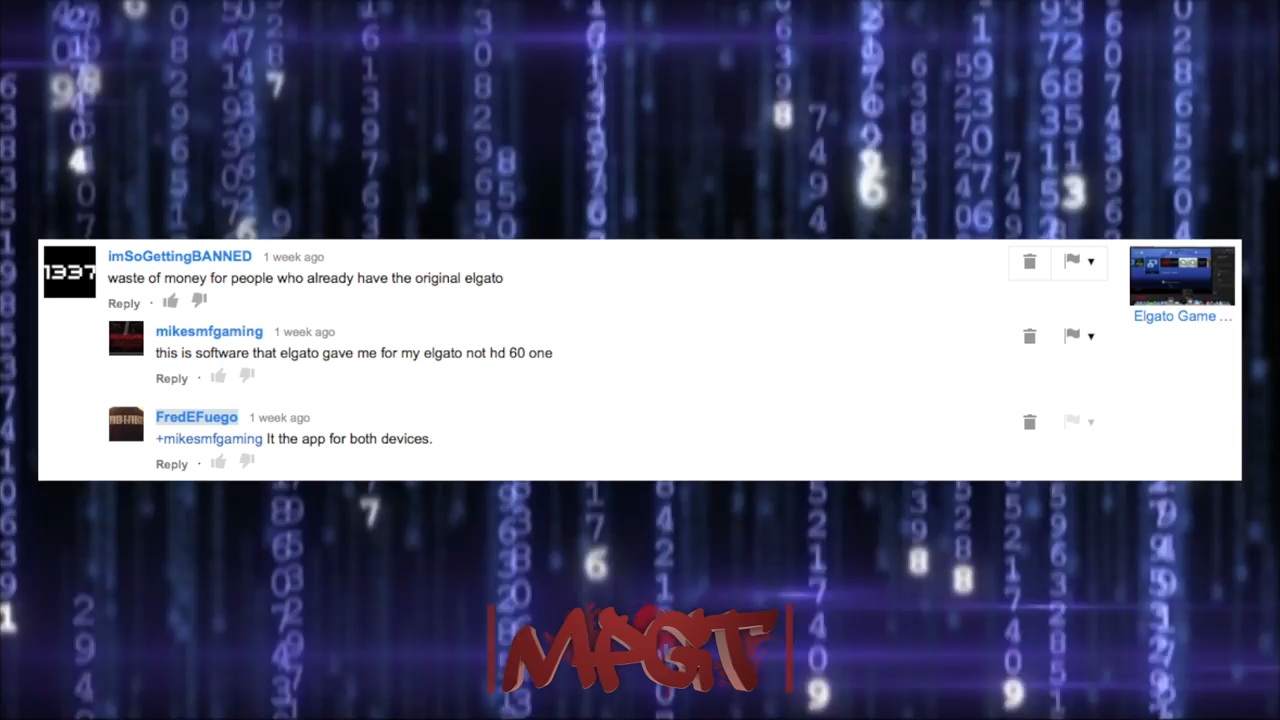 1337
imSoGettingBANNED 1 week ago
waste of money for people who already have the original elgato
Reply ·
Elgato Game ...
mikesmfgaming 1 week ago
this is software that elgato gave me for my elgato not hd 60 one
Reply ·
FredEFuego 1 week ago
+mikesmfgaming It the app for both devices.
Reply ·
MPGT